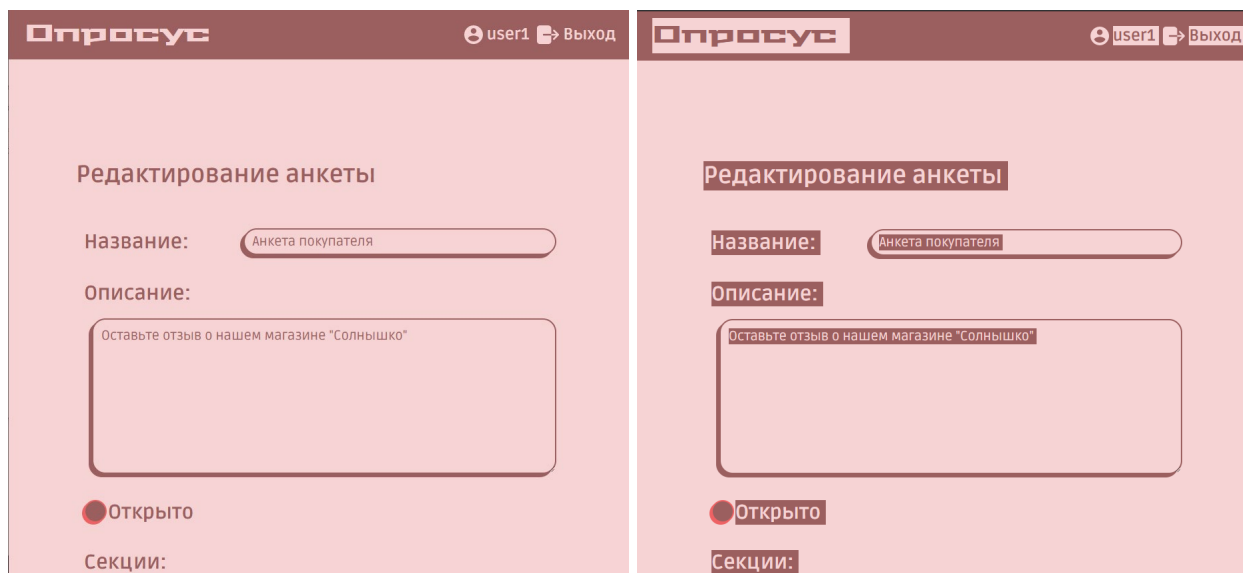 Опросус
user1 Выход
Редактирование анкеты
Название: Анкета покупателя
Описание:
Оставьте отзыв о нашем магазине "Солнышко"
Открыто
Секции:
Опросус
user1 Выход
Редактирование анкеты
Название: Анкета покупателя
Описание:
Оставьте отзыв о нашем магазине "Солнышко"
Открыто
Секции: